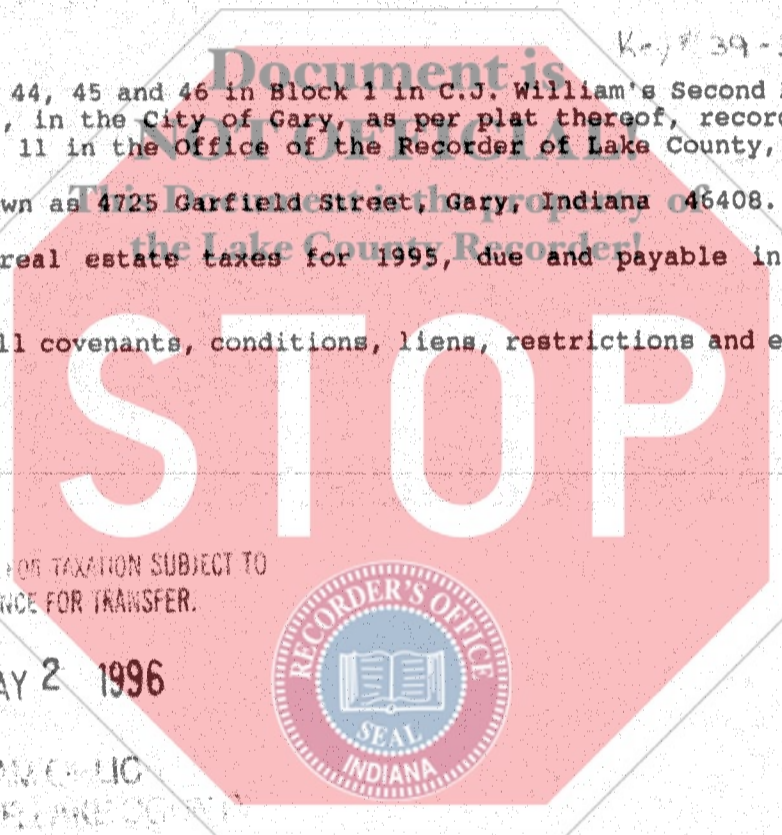 Key # 39-
Document is
44, 45 and 46 in Block 1 in C.J. William's Second
, in the City of Gary, as per plat thereof, recor
NOT OFFICIAL!
11 in the Office of the Recorder of Lake County,
This Document is the property of
wn as 4725 Garfield Street, Gary, Indiana 46408.
the Lake County Recorder!
real estate taxes for 1995, due and payable in
ll covenants, conditions, liens, restrictions and e
STOP
FOR TAXATION SUBJECT TO
NCE FOR TRANSFER.
RECORDER'S OFFICE
AY 2 1996
SEAL
INDIANA